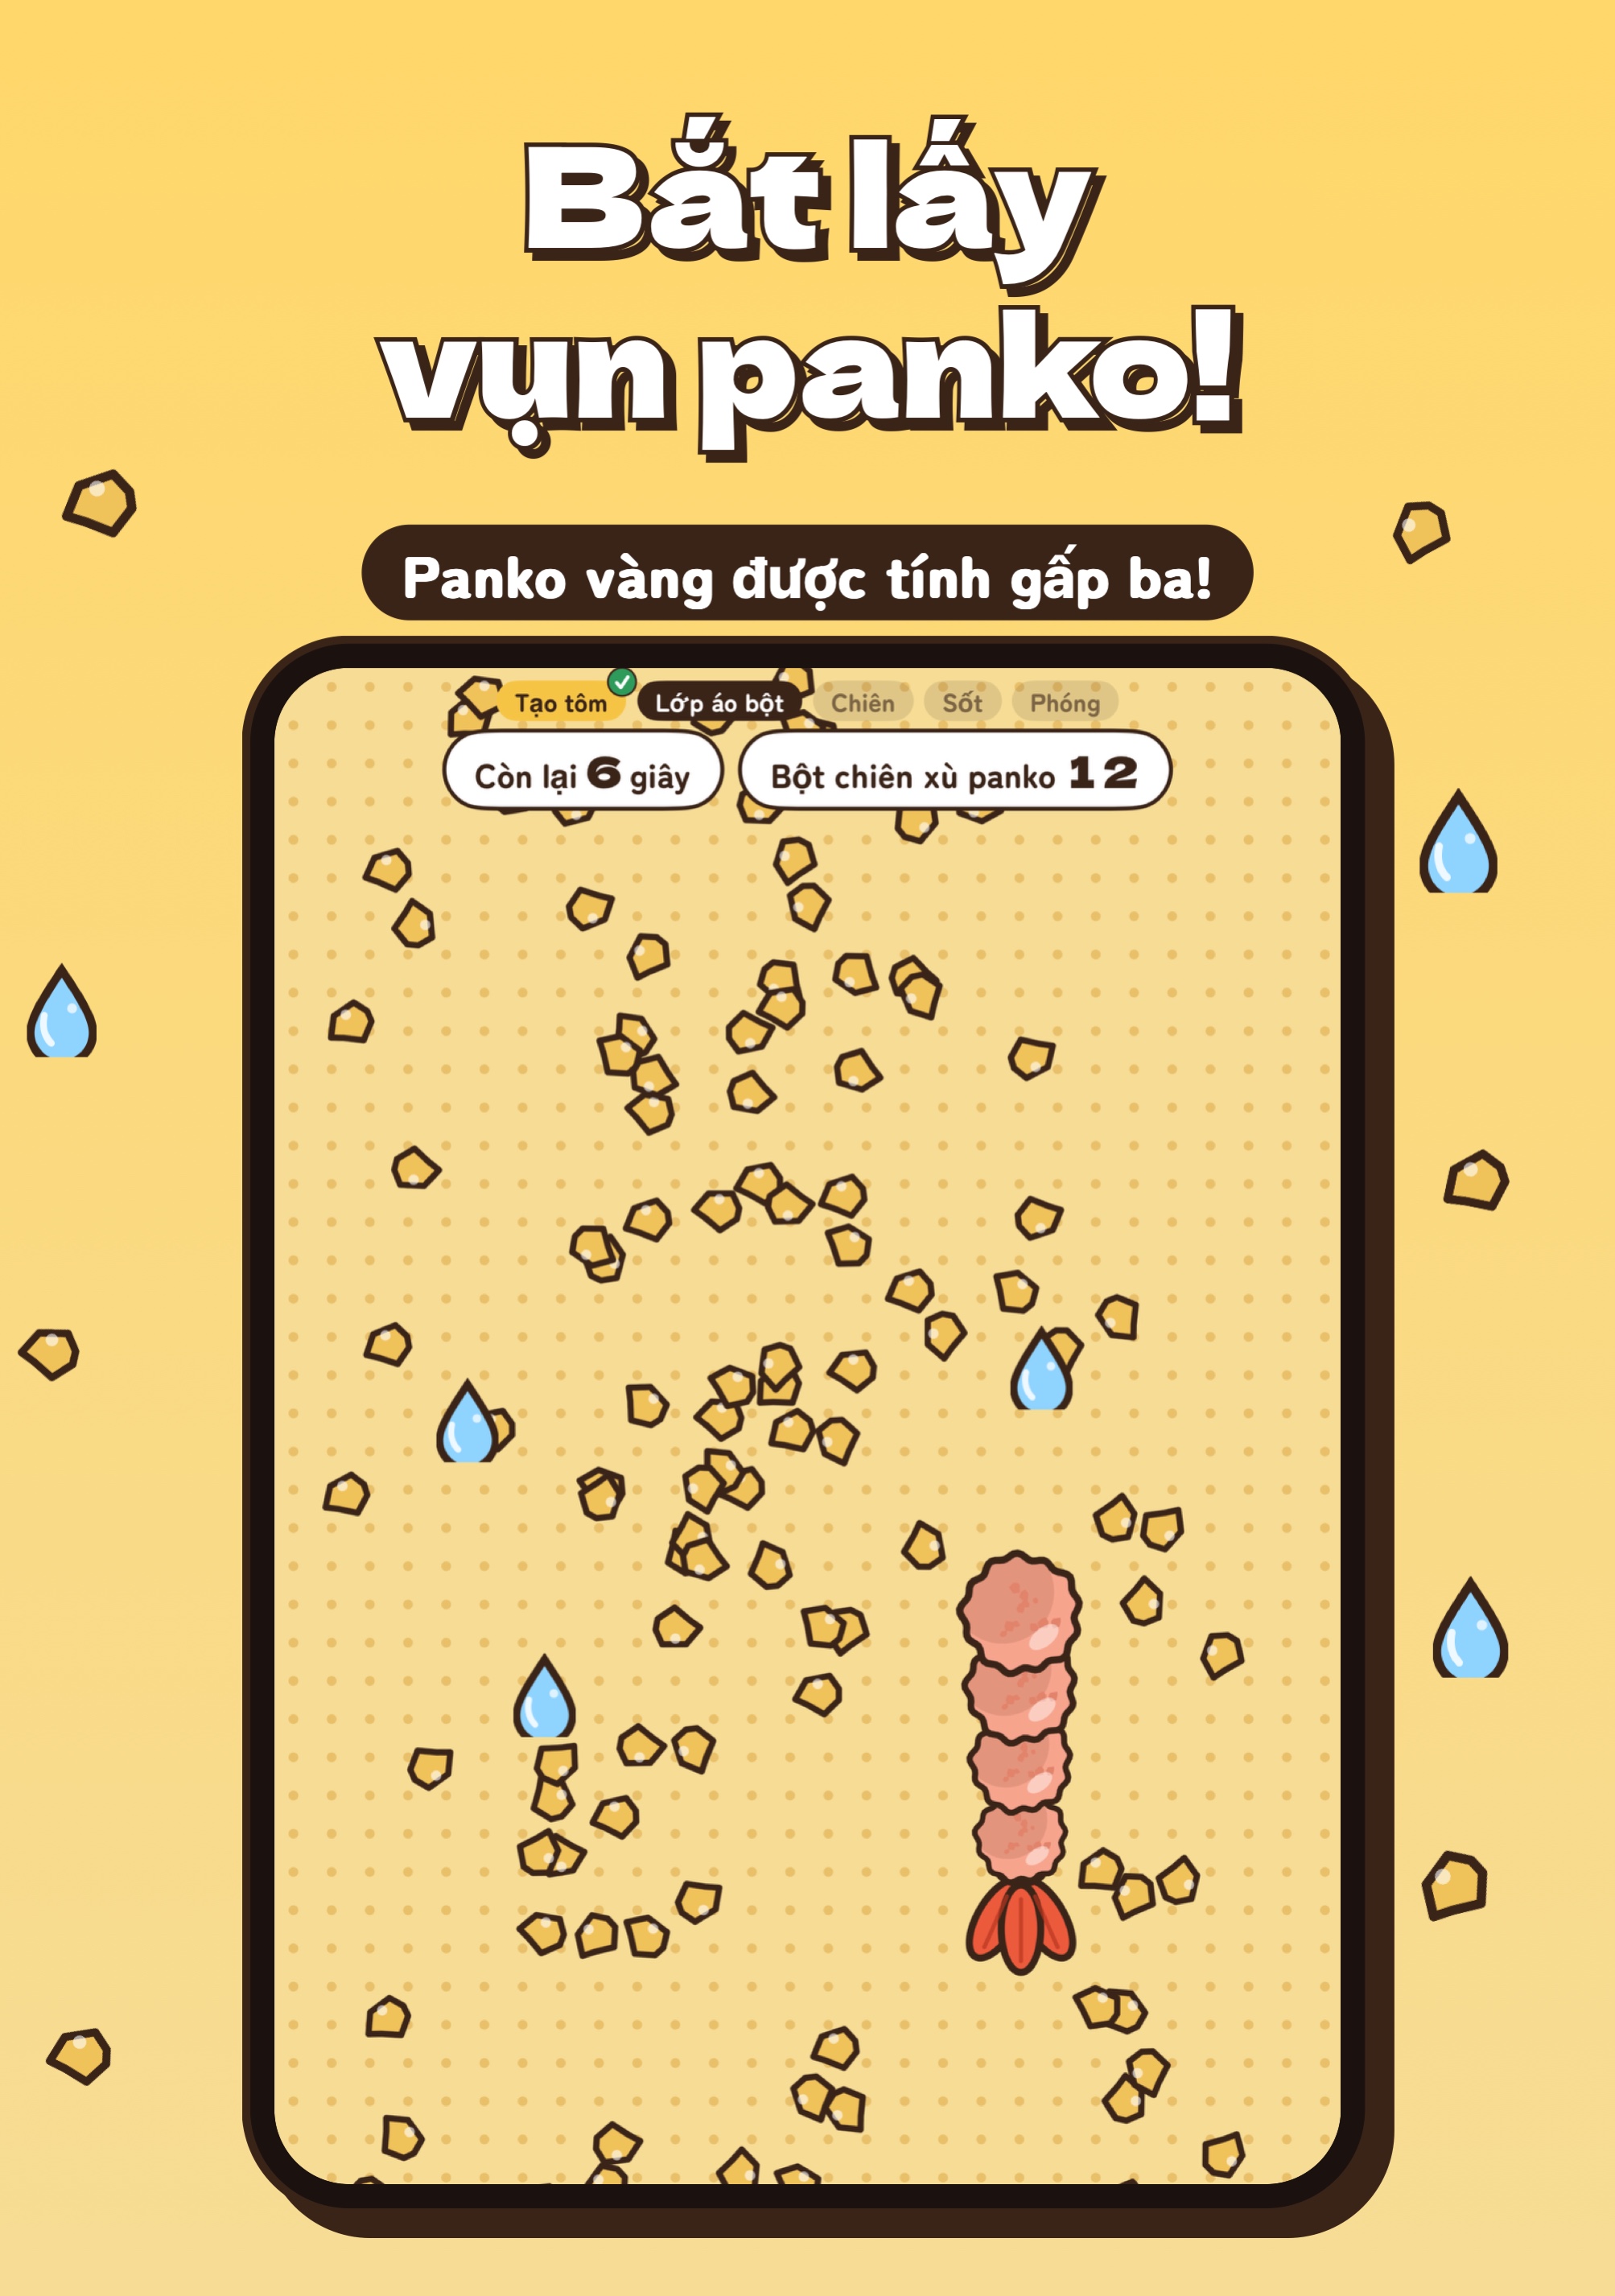 Bắt lấy
vụn panko!
Panko vàng được tính gấp ba!
Tạo tôm Lớp áo bột Chiên Sốt Phóng
Còn lại 6 giây Bột chiên xù panko 12